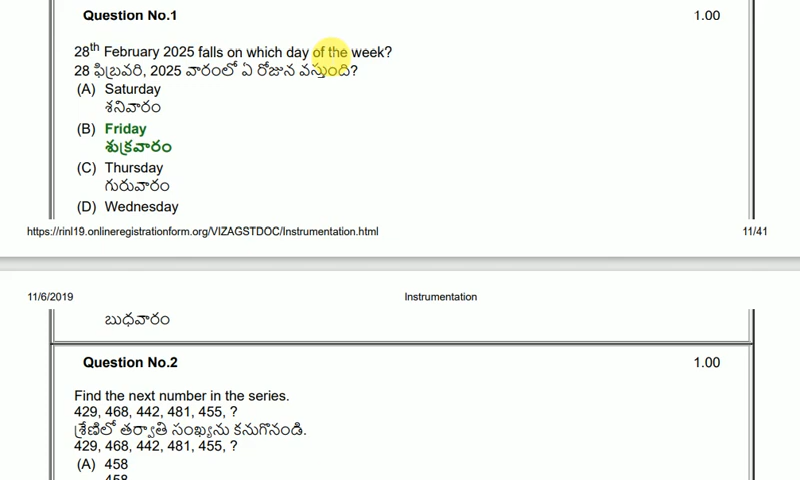 Question No.1 1.00
28th February 2025 falls on which day of the week?
28 ఫిబ్రవరి, 2025 వారంలో ఏ రోజున వస్తుంది?
(A) Saturday
శనివారం
(B) Friday
శుక్రవారం
(C) Thursday
గురువారం
(D) Wednesday
https://rinl19.onlineregistrationform.org/VIZAGSTDOC/Instrumentation.html 11/41
11/6/2019 Instrumentation
బుధవారం
Question No.2 1.00
Find the next number in the series.
429, 468, 442, 481, 455, ?
శ్రేణిలో తర్వాతి సంఖ్యను కనుగొనండి.
429, 468, 442, 481, 455, ?
(A) 458
458